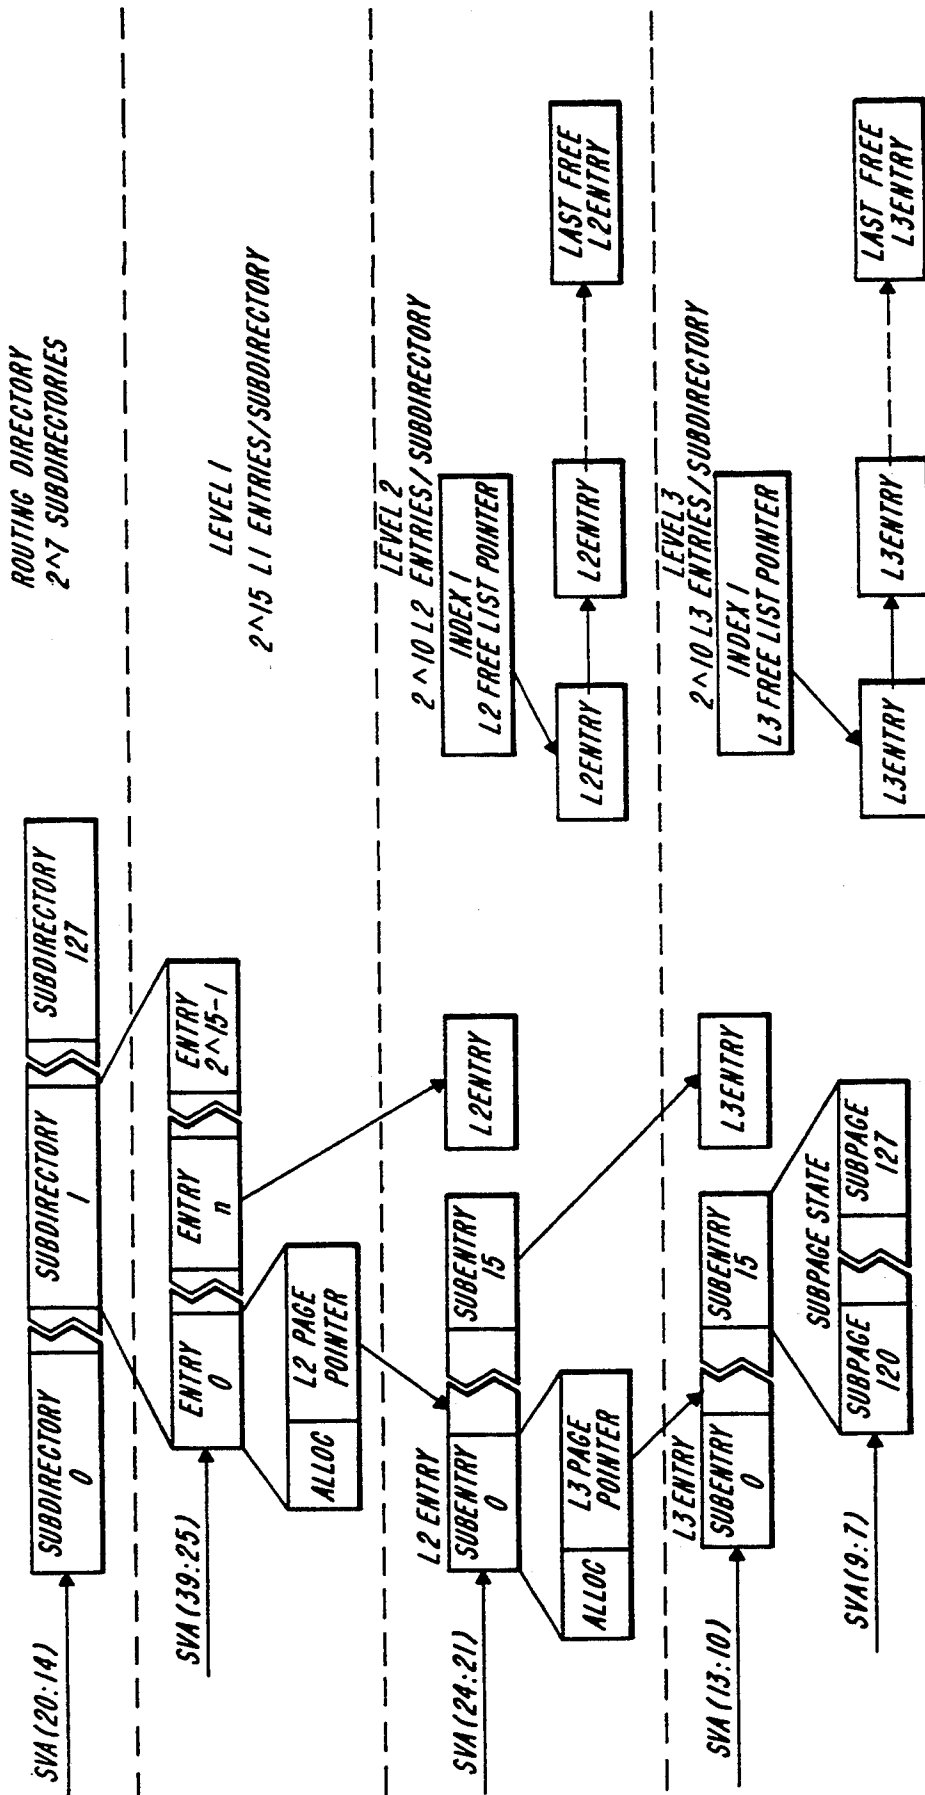 ROUTING DIRECTORY
2^7 SUBDIRECTORIES
SVA(20:14)
SUBDIRECTORY
0
SUBDIRECTORY
1
SUBDIRECTORY
127
LEVEL 1
2^15 L1 ENTRIES/SUBDIRECTORY
SVA(39:25)
ENTRY
0
ENTRY
n
ENTRY
2^15-1
ALLOC
L2 PAGE
POINTER
LEVEL 2
2^10 L2 ENTRIES/SUBDIRECTORY
L2 ENTRY
SVA(24:21)
SUBENTRY
0
SUBENTRY
15
L2ENTRY
INDEX 1
L2 FREE LIST POINTER
L2ENTRY
L2ENTRY
LAST FREE
L2ENTRY
ALLOC
L3 PAGE
POINTER
LEVEL 3
2^10 L3 ENTRIES/SUBDIRECTORY
L3 ENTRY
SVA(13:10)
SUBENTRY
0
SUBENTRY
15
L3ENTRY
INDEX 1
L3 FREE LIST POINTER
L3ENTRY
L3ENTRY
LAST FREE
L3ENTRY
SUBPAGE STATE
SVA(9:7)
SUBPAGE
120
SUBPAGE
127